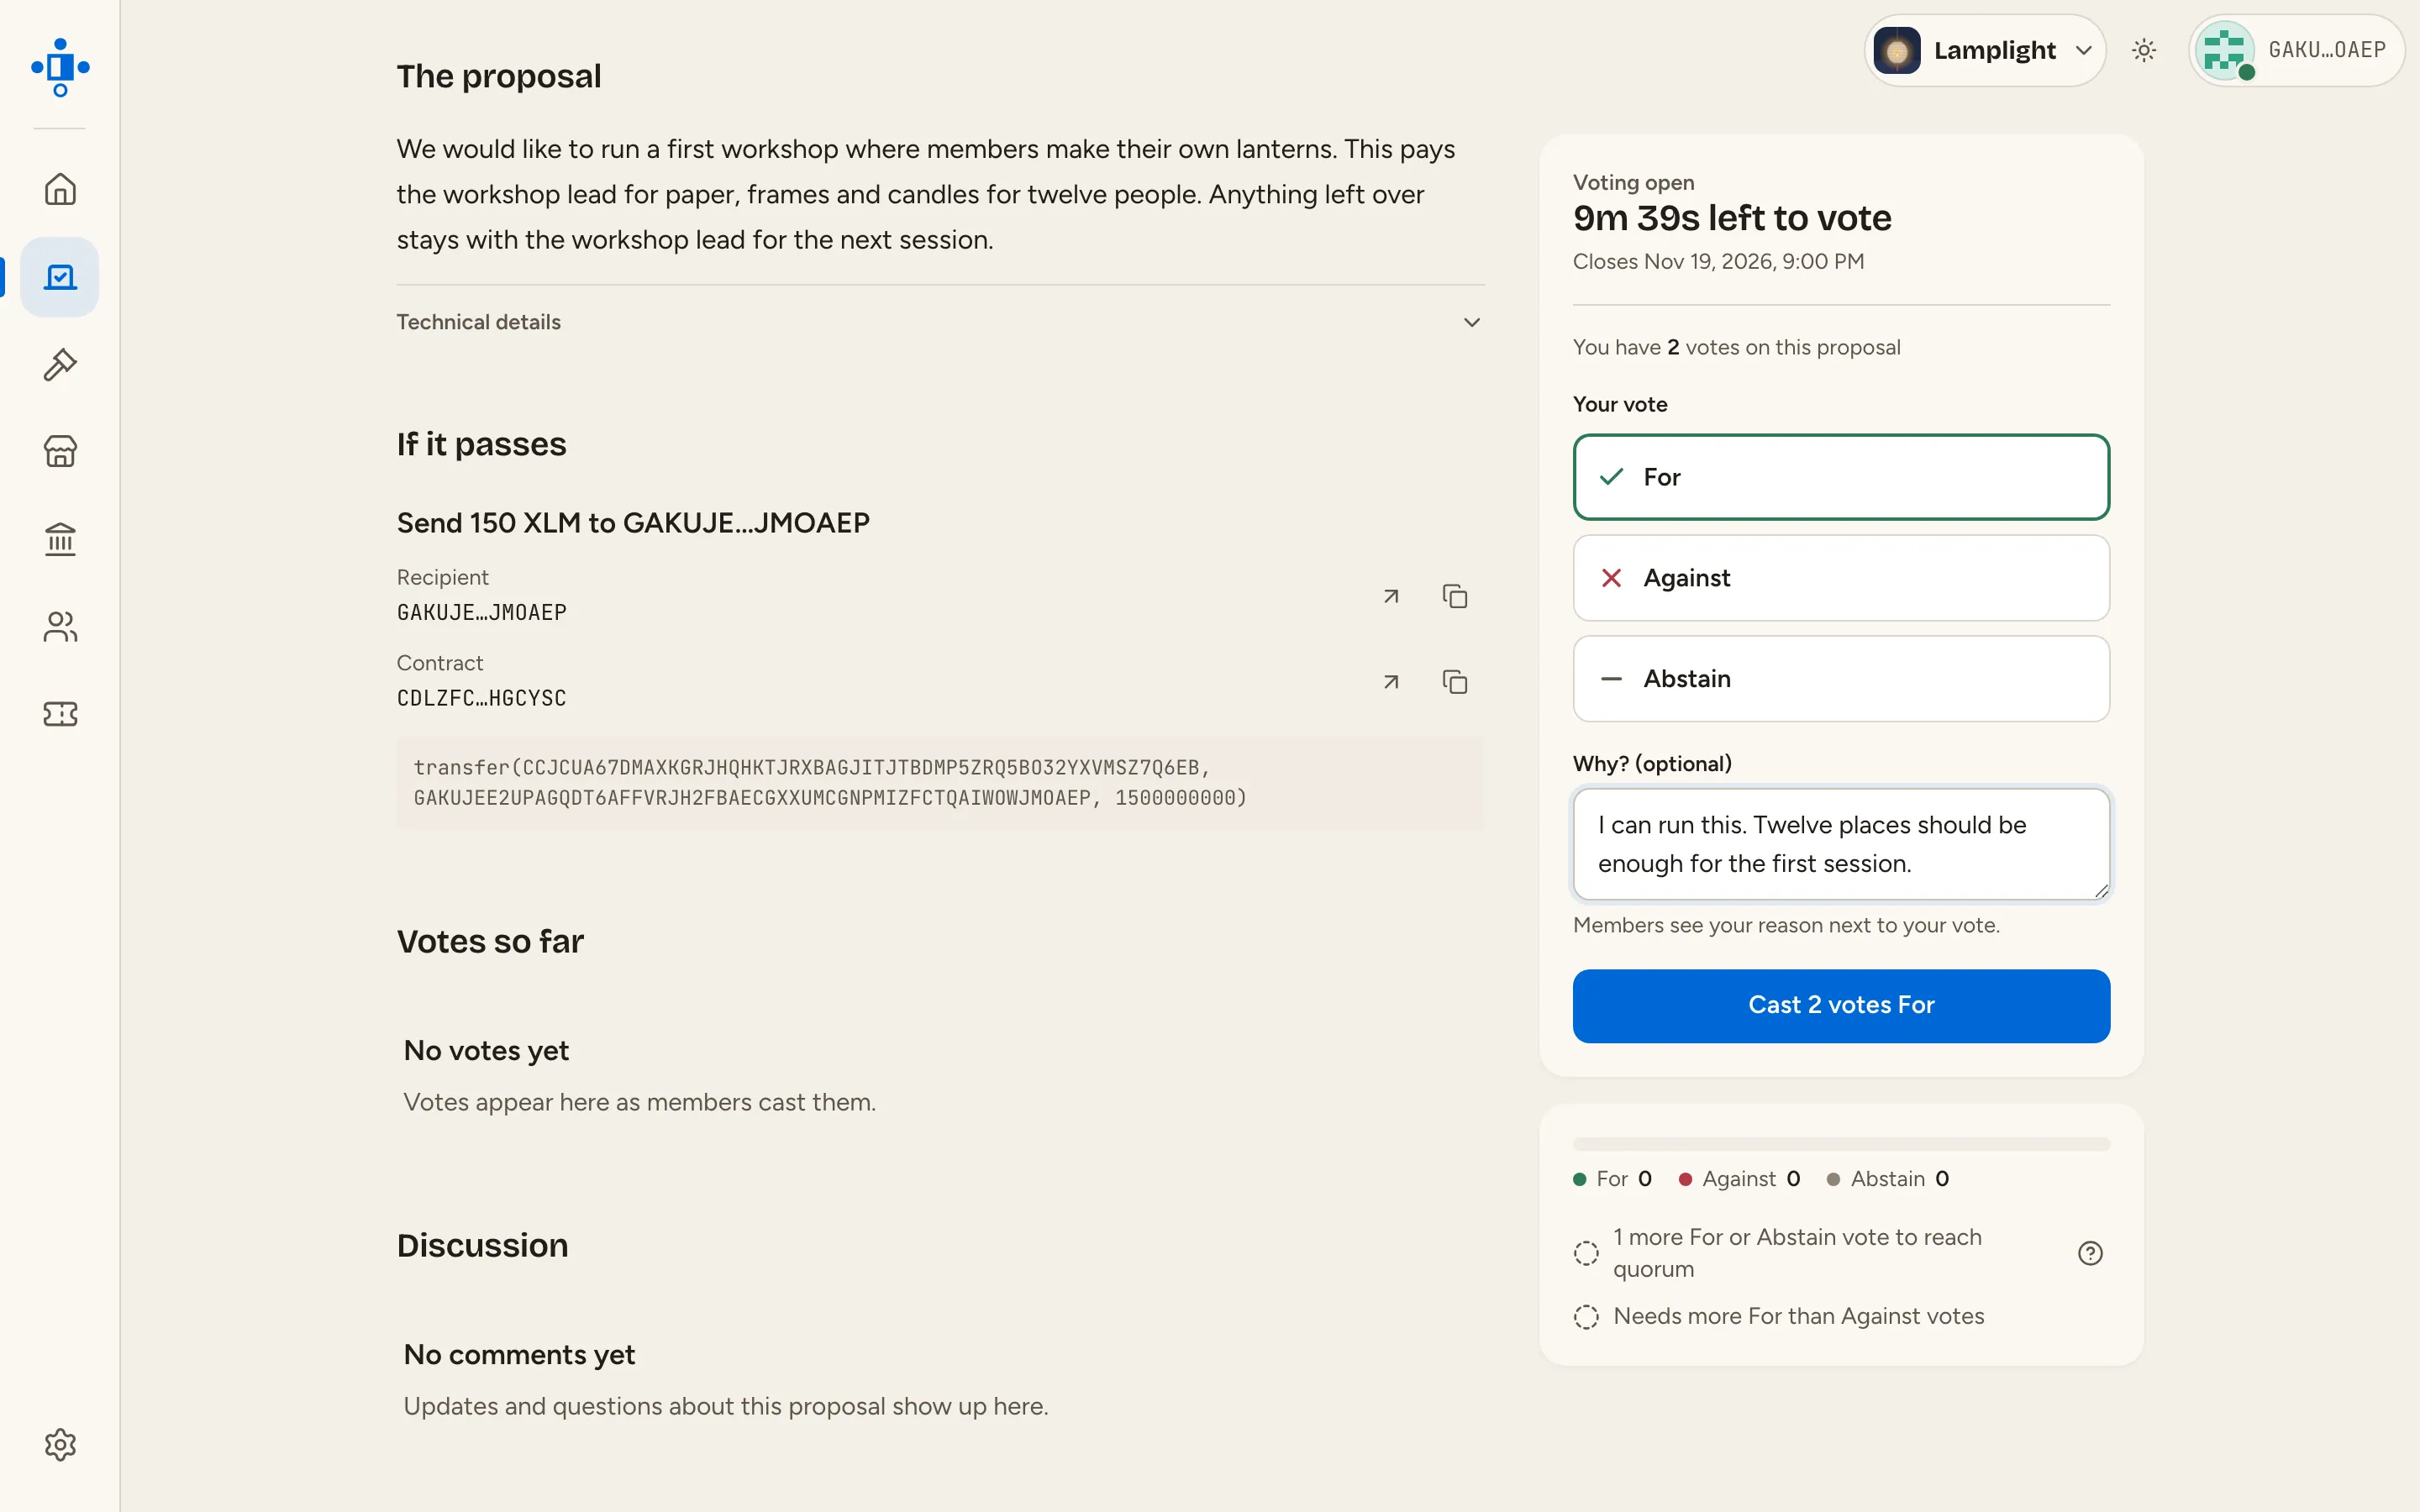 Lamplight
GAKU…OAEP
The proposal
We would like to run a first workshop where members make their own lanterns. This pays
the workshop lead for paper, frames and candles for twelve people. Anything left over
stays with the workshop lead for the next session.
Technical details
If it passes
Send 150 XLM to GAKUJE…JMOAEP
Recipient
GAKUJE…JMOAEP
Contract
CDLZFC…HGCYSC
transfer(CCJCUA67DMAXKGRJHQHKTJRXBAGJITJTBDMP5ZRQ5BO32YXVMSZ7Q6EB,
GAKUJEE2UPAGQDT6AFFVRJH2FBAECGXXUMCGNPMIZFCTQAIWOWJMOAEP, 1500000000)
Votes so far
No votes yet
Votes appear here as members cast them.
Discussion
No comments yet
Updates and questions about this proposal show up here.
Voting open
9m 39s left to vote
Closes Nov 19, 2026, 9:00 PM
You have 2 votes on this proposal
Your vote
For
Against
Abstain
Why? (optional)
I can run this. Twelve places should be
enough for the first session.
Members see your reason next to your vote.
Cast 2 votes For
For 0 Against 0 Abstain 0
1 more For or Abstain vote to reach
quorum
Needs more For than Against votes